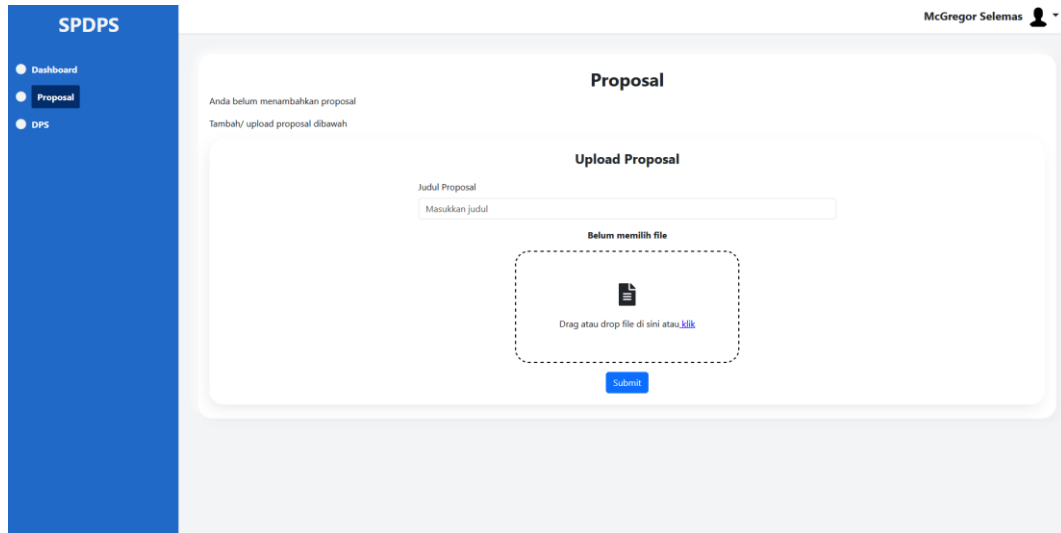 SPDPS
McGregor Selemas
Dashboard
Proposal
DPS
Proposal
Anda belum menambahkan proposal
Tambah/ upload proposal dibawah
Upload Proposal
Judul Proposal
Masukkan judul
Belum memilih file
Drag atau drop file di sini atau klik
Submit